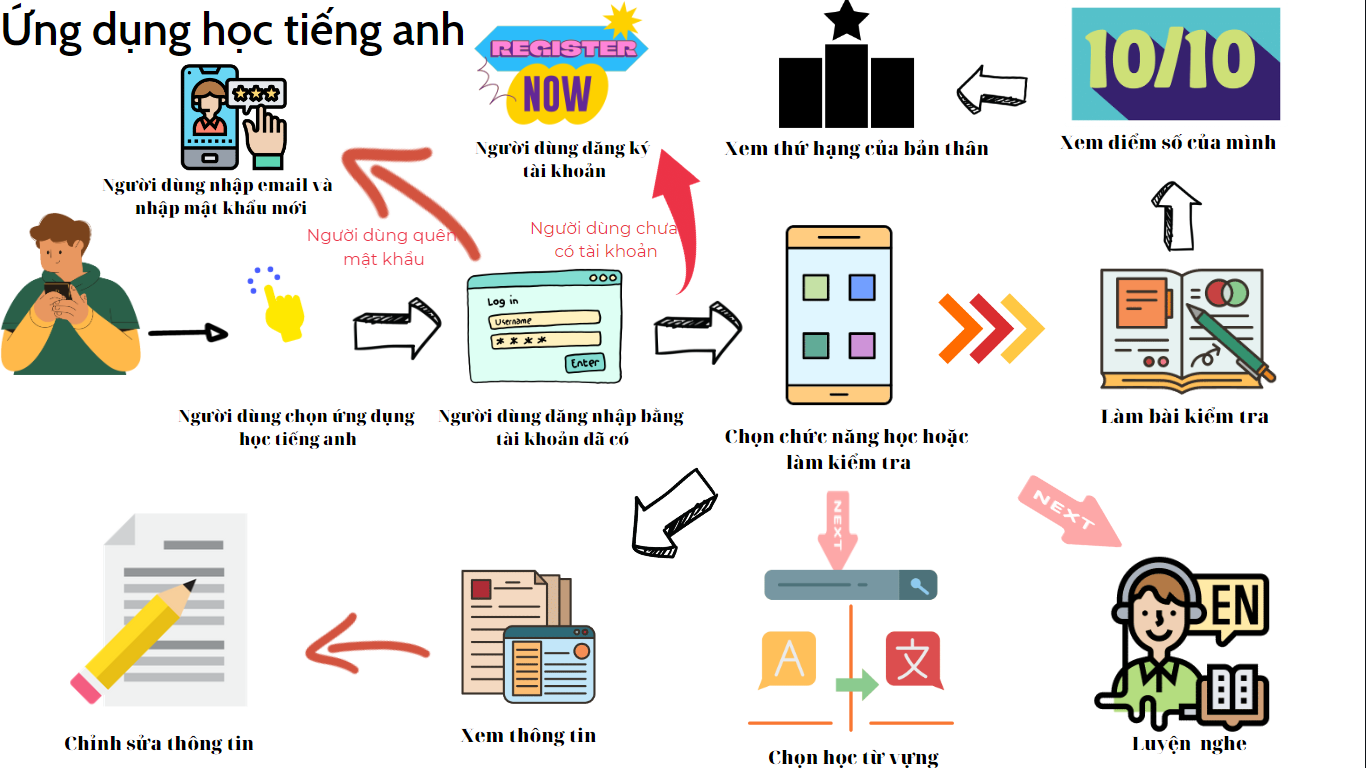 Ứng dụng học tiếng anh
REGISTER
NOW
10/10
Người dùng nhập email và
nhập mật khẩu mới
Người dùng đăng ký
tài khoản
Xem thứ hạng của bản thân
Xem điểm số của mình
Người dùng quên
mật khẩu
Người dùng chưa
có tài khoản
Log in
Username
****
Enter
Người dùng chọn ứng dụng
học tiếng anh
Người dùng đăng nhập bằng
tài khoản đã có
Chọn chức năng học hoặc
làm kiểm tra
Làm bài kiểm tra
NEXT
NEXT
A
文
EN
Chỉnh sửa thông tin
Xem thông tin
Chọn học từ vựng
Luyện nghe